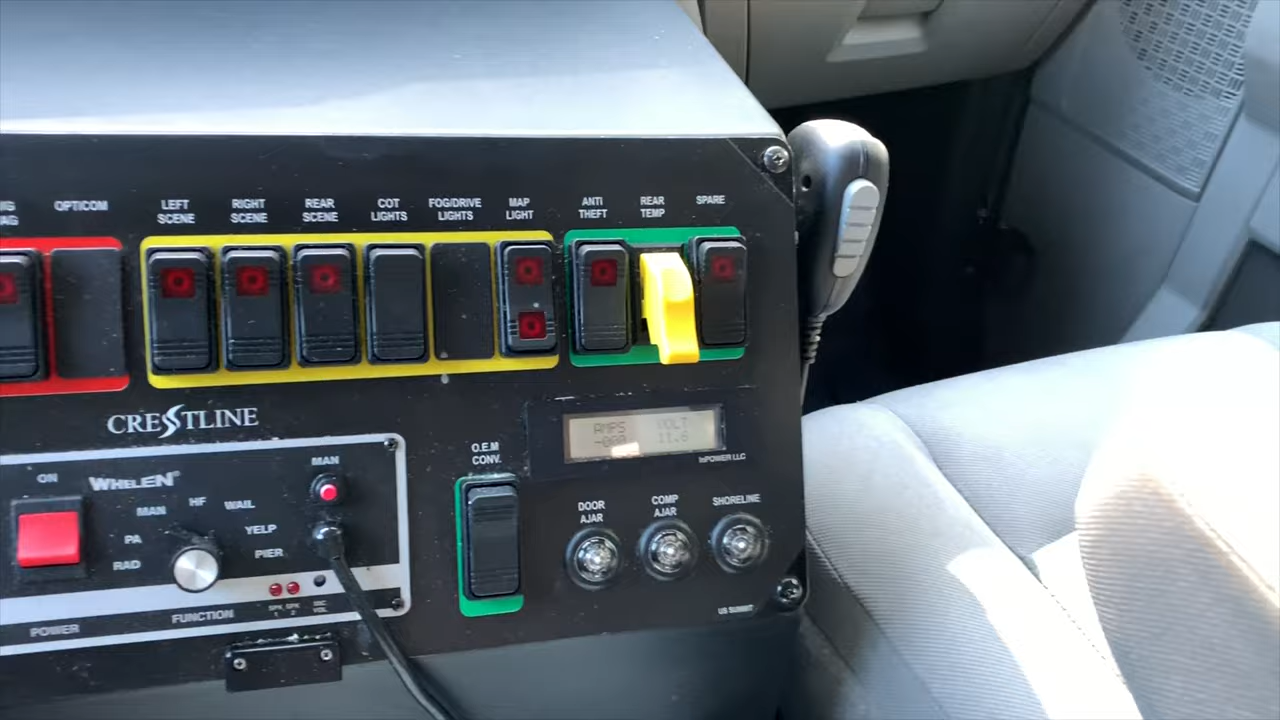 OPTICOM
LEFT
SCENE
RIGHT
SCENE
REAR
SCENE
COT
LIGHTS
FOG/DRIVE
LIGHTS
MAP
LIGHT
ANTI
THEFT
REAR
TEMP
SPARE
CRESTLINE
AMPS VOLT
11.6
INPOWER LLC
O.E.M
CONV.
ON
WHELEN
MAN
HF
WAIL
MAN
PA
YELP
RAD
PIER
DOOR
AJAR
COMP
AJAR
SHORELINE
SPK
1
SPK
2
VOL
POWER
FUNCTION
US SUMMIT